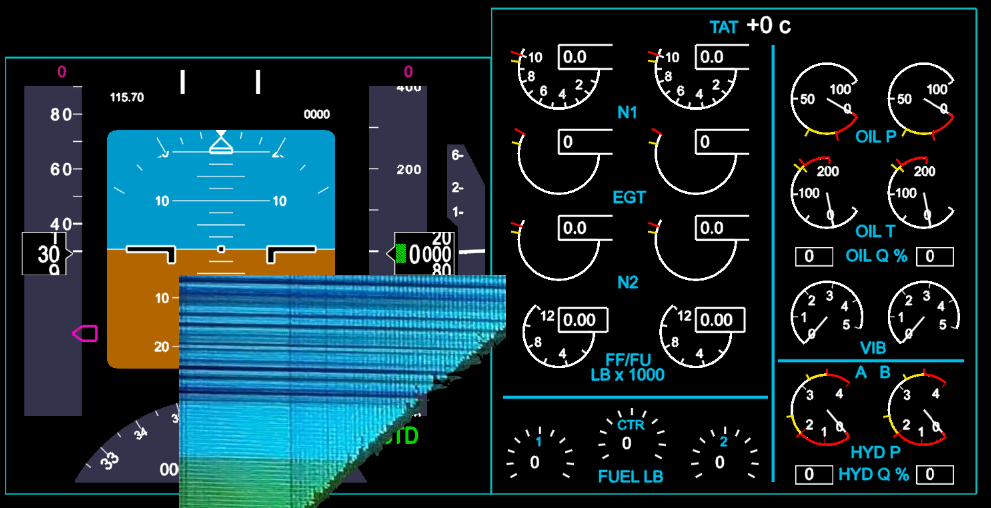 0
0
115.70
0000
80
60
40
30
9
400
200
20
0000
80
6
2
1
10
10
10
20
33
34
00
TD
TAT +0 c
10 8 6 4 2 0.0
10 8 6 4 2 0.0
N1
0
0
EGT
0.0
0.0
N2
12 8 4 0.00
12 8 4 0.00
FF/FU
LB x 1000
1 0
CTR 0
2 0
FUEL LB
100 50 0
100 50 0
OIL P
200 100 0
200 100 0
OIL T
0 OIL Q % 0
0 1 2 3 4 5
0 1 2 3 4 5
VIB
A B
4 3 2 1 0
4 3 2 1 0
HYD P
0 HYD Q % 0